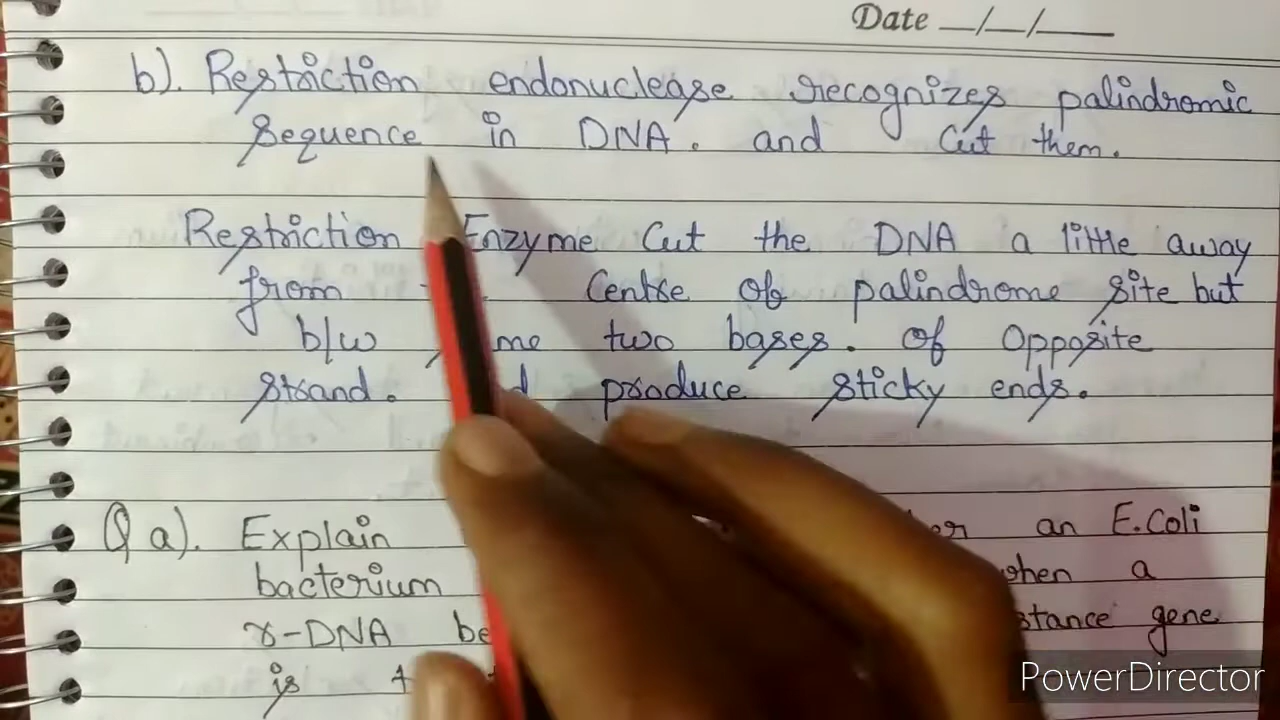 Date __/__/____
b). Restriction endonuclease recognizes palindromic
sequence in DNA. and Cut them.
Restriction Enzyme Cut the DNA a little away
from Centre of palindrome site but
b/w two bases. of Opposite
strand. produce sticky ends.
Q a). Explain an E.Coli
bacterium when a
r-DNA gene
is
PowerDirector